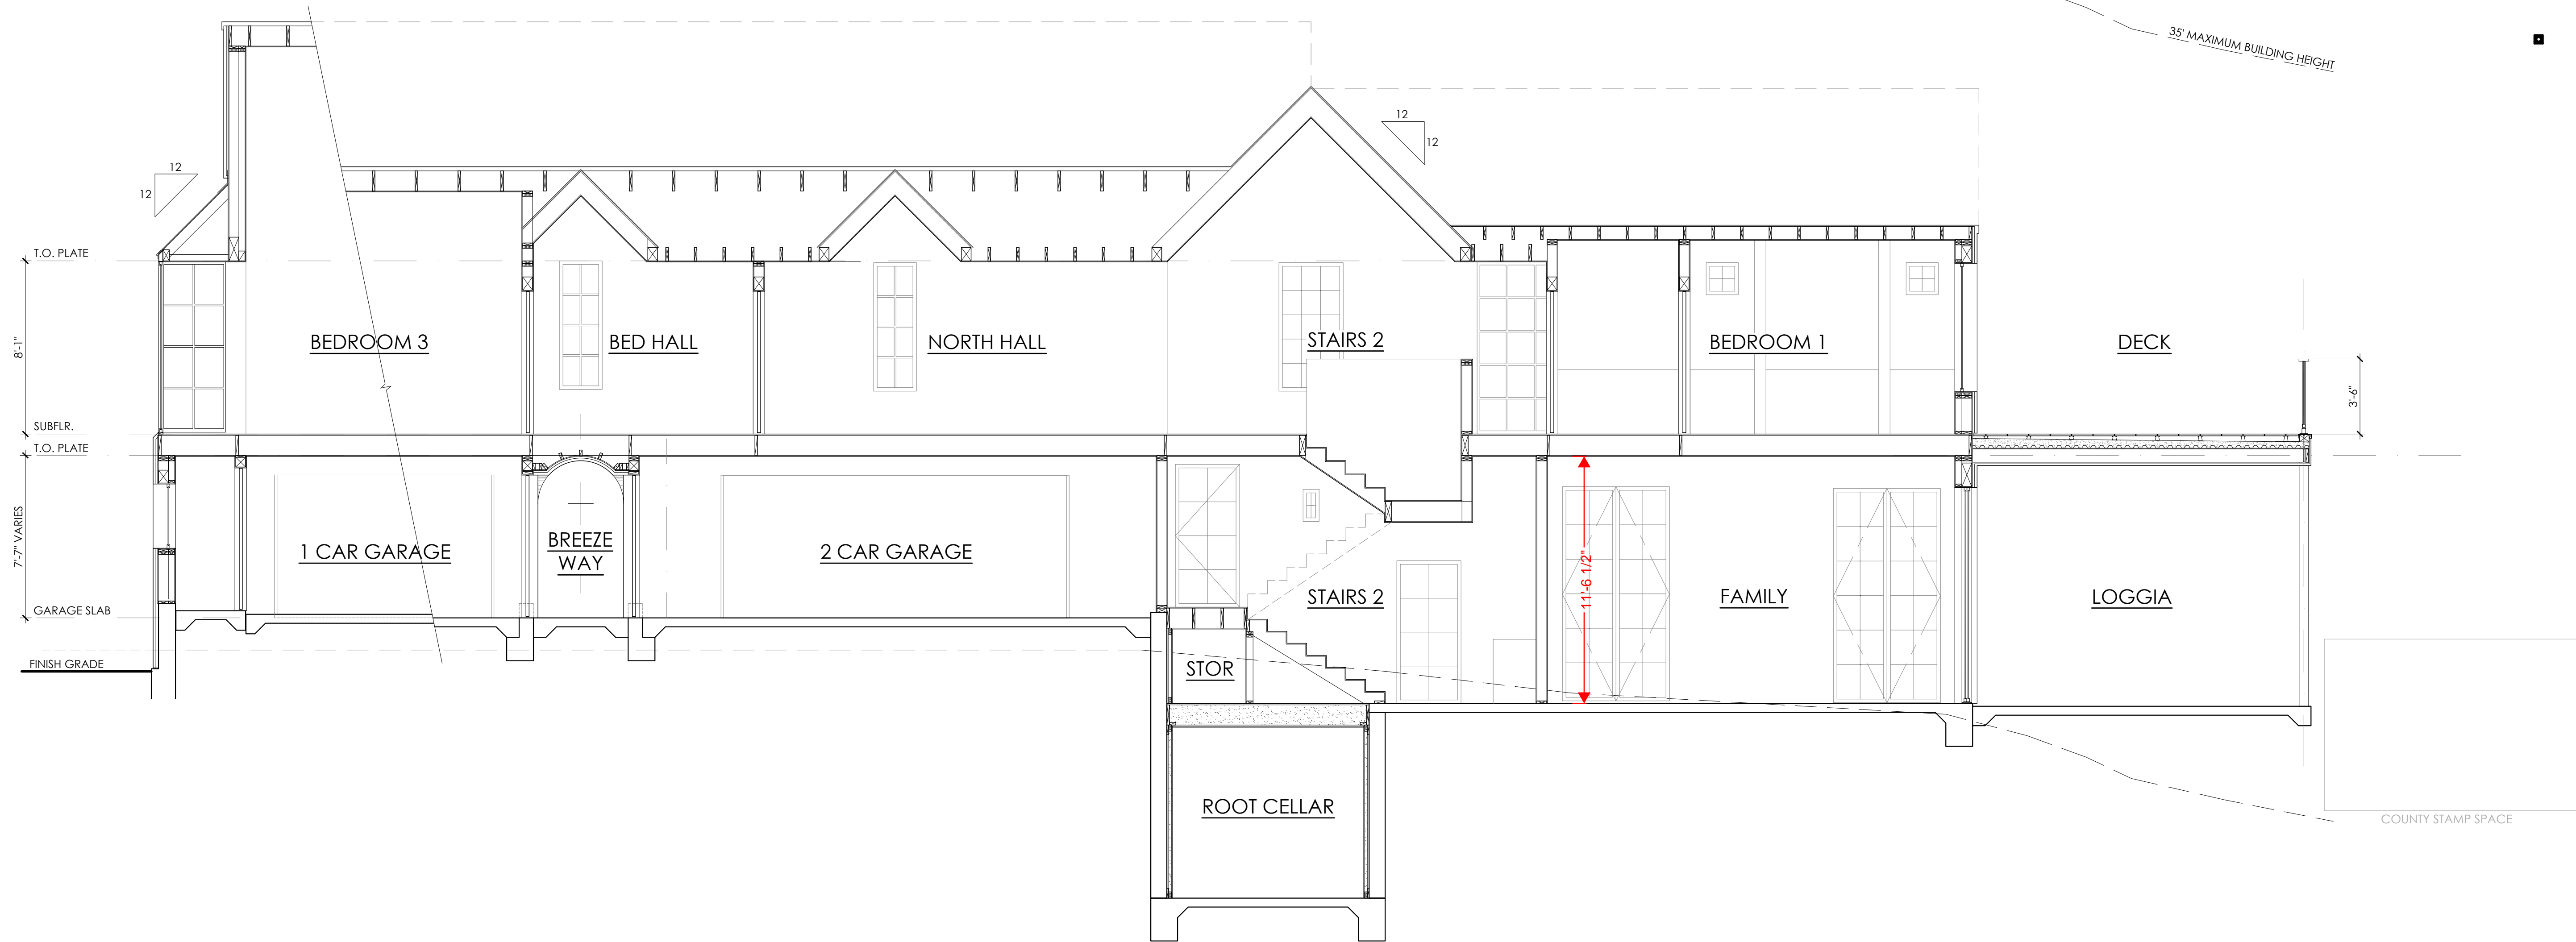 35' MAXIMUM BUILDING HEIGHT
12
12
12
12
T.O. PLATE
8'-1"
BEDROOM 3
BED HALL
NORTH HALL
STAIRS 2
BEDROOM 1
DECK
3'-6"
SUBFLR.
T.O. PLATE
7'-7" VARIES
1 CAR GARAGE
BREEZE
WAY
2 CAR GARAGE
STAIRS 2
11'-6 1/2"
FAMILY
LOGGIA
GARAGE SLAB
FINISH GRADE
STOR
ROOT CELLAR
COUNTY STAMP SPACE